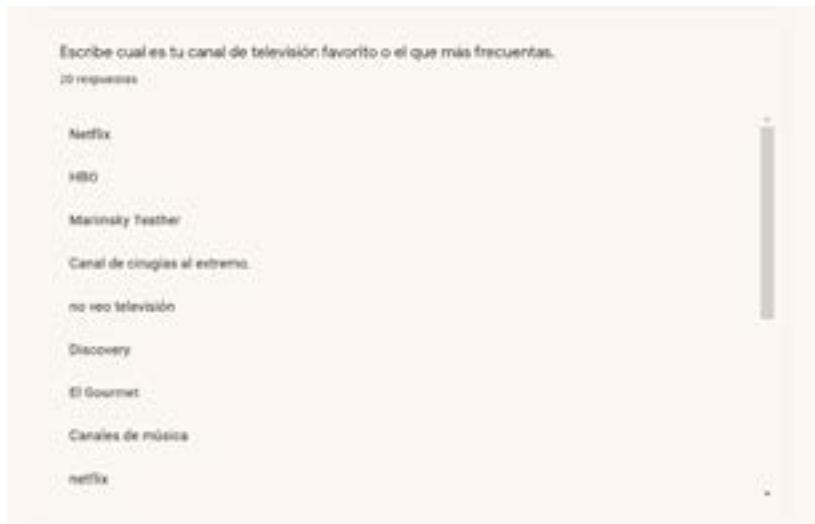 Escribe cual es tu canal de televisión favorito o el que más frecuentas.
20 respuestas
Netflix
HBO
Mariinsky Teather
Canal de cirugias al extremo.
no veo televisión
Discovery
El Gourmet
Canales de música
netflix